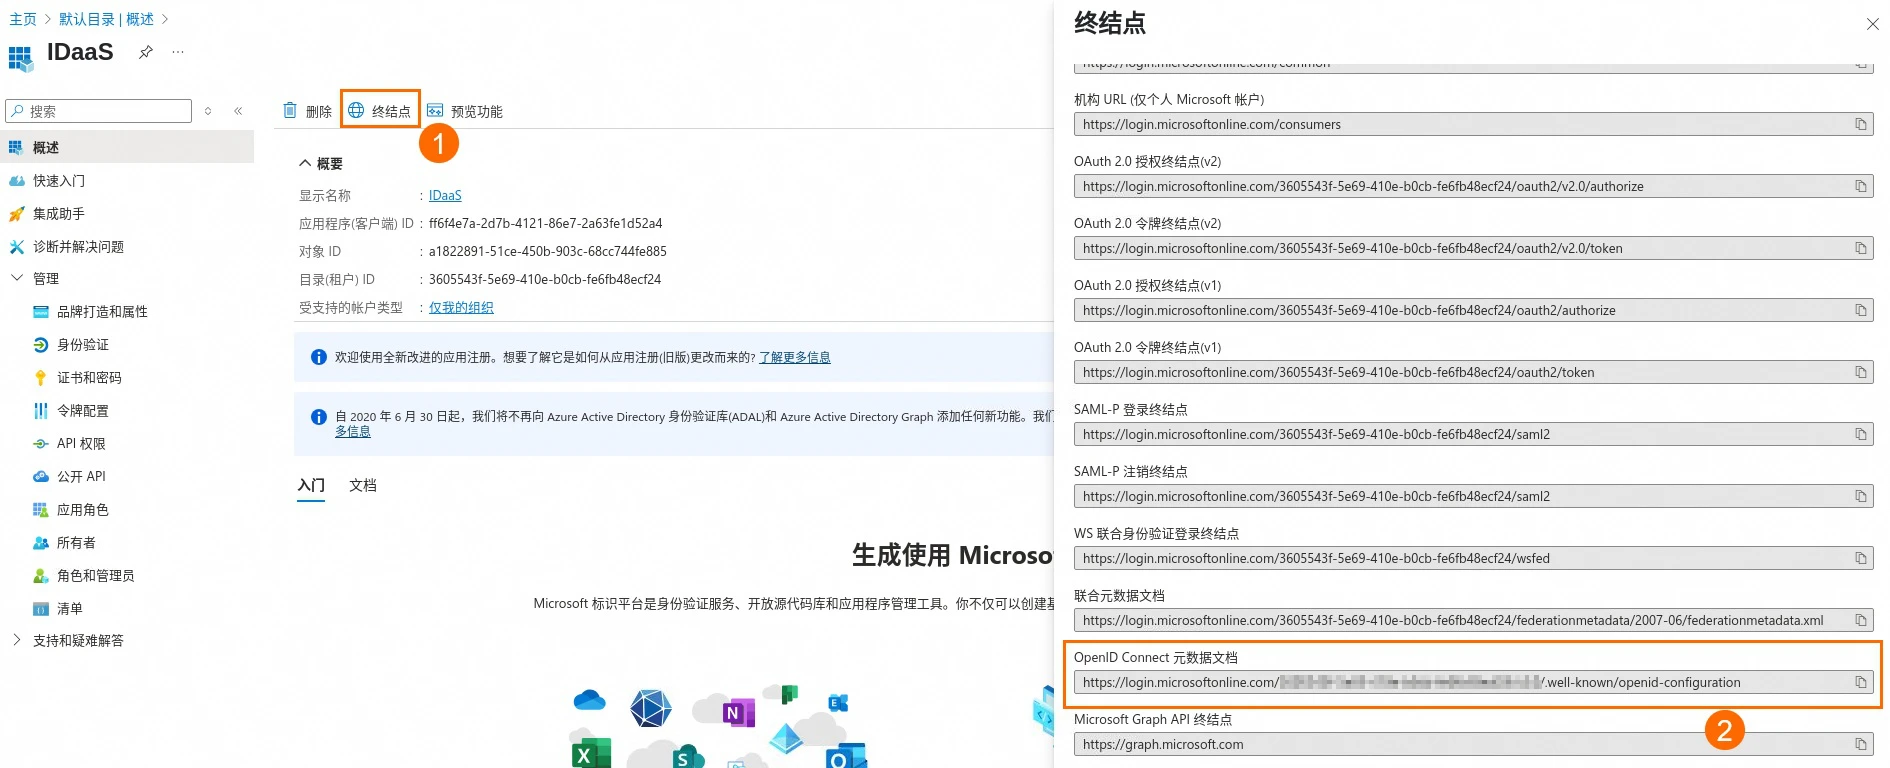 主页 > 默认目录 | 概述 >
IDaaS
搜索
概述
快速入门
集成助手
诊断并解决问题
管理
品牌打造和属性
身份验证
证书和密码
令牌配置
API 权限
公开 API
应用角色
所有者
角色和管理员
清单
支持和疑难解答
删除 终结点 预览功能
1
概要
显示名称 : IDaaS
应用程序(客户端) ID : ff6f4e7a-2d7b-4121-86e7-2a63fe1d52a4
对象 ID : a1822891-51ce-450b-903c-68cc744fe885
目录(租户) ID : 3605543f-5e69-410e-b0cb-fe6fb48ecf24
受支持的帐户类型 : 仅我的组织
欢迎使用全新改进的应用注册。想要了解它是如何从应用注册(旧版)更改而来的? 了解更多信息
自 2020 年 6 月 30 日起，我们将不再向 Azure Active Directory 身份验证库(ADAL)和 Azure Active Directory Graph 添加任何新功能。我们
多信息
入门 文档
生成使用 Microso
Microsoft 标识平台是身份验证服务、开放源代码库和应用程序管理工具。你不仅可以创建基
N
E
X
S
O
终结点
https://login.microsoftonline.com/common
机构 URL (仅个人 Microsoft 帐户)
https://login.microsoftonline.com/consumers
OAuth 2.0 授权终结点(v2)
https://login.microsoftonline.com/3605543f-5e69-410e-b0cb-fe6fb48ecf24/oauth2/v2.0/authorize
OAuth 2.0 令牌终结点(v2)
https://login.microsoftonline.com/3605543f-5e69-410e-b0cb-fe6fb48ecf24/oauth2/v2.0/token
OAuth 2.0 授权终结点(v1)
https://login.microsoftonline.com/3605543f-5e69-410e-b0cb-fe6fb48ecf24/oauth2/authorize
OAuth 2.0 令牌终结点(v1)
https://login.microsoftonline.com/3605543f-5e69-410e-b0cb-fe6fb48ecf24/oauth2/token
SAML-P 登录终结点
https://login.microsoftonline.com/3605543f-5e69-410e-b0cb-fe6fb48ecf24/saml2
SAML-P 注销终结点
https://login.microsoftonline.com/3605543f-5e69-410e-b0cb-fe6fb48ecf24/saml2
WS 联合身份验证登录终结点
https://login.microsoftonline.com/3605543f-5e69-410e-b0cb-fe6fb48ecf24/wsfed
联合元数据文档
https://login.microsoftonline.com/3605543f-5e69-410e-b0cb-fe6fb48ecf24/federationmetadata/2007-06/federationmetadata.xml
OpenID Connect 元数据文档
https://login.microsoftonline.com/ /.well-known/openid-configuration
Microsoft Graph API 终结点
2
https://graph.microsoft.com